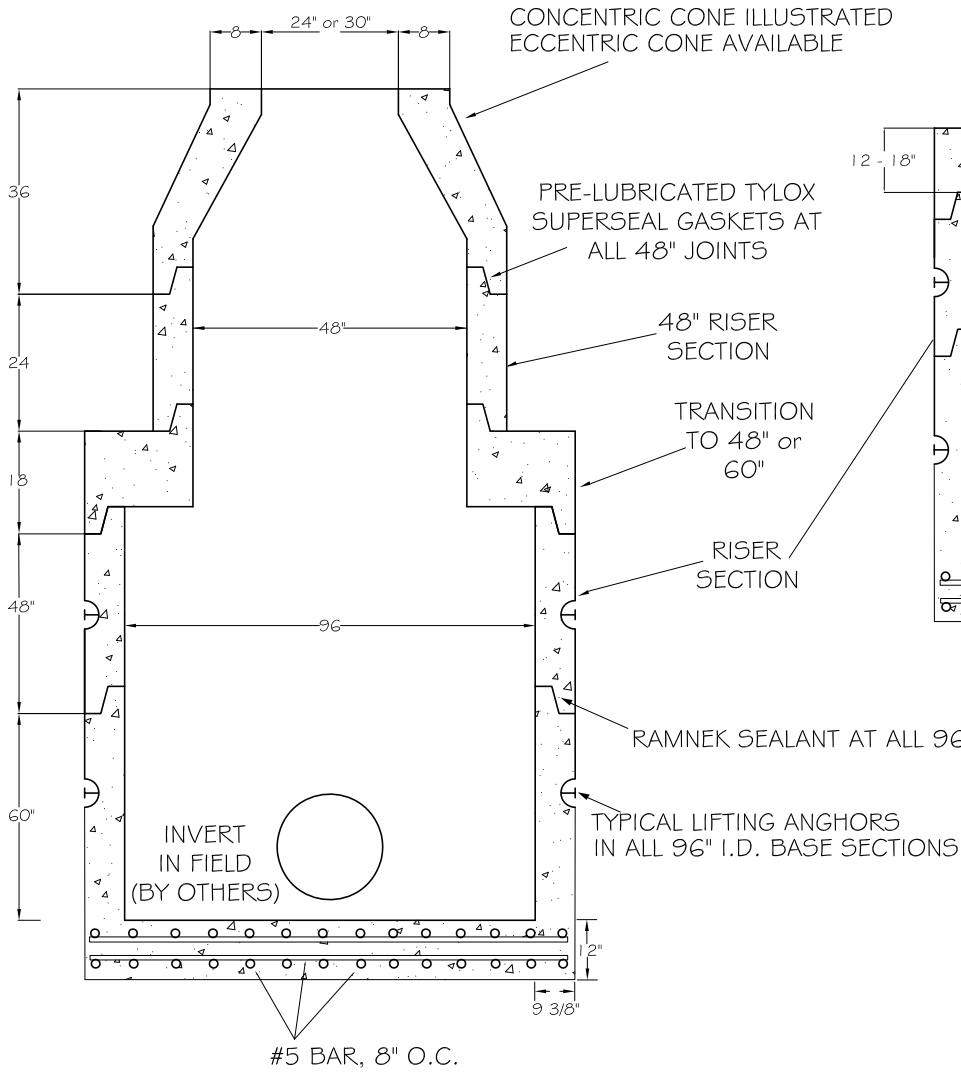 CONCENTRIC CONE ILLUSTRATED
ECCENTRIC CONE AVAILABLE
8
24" or 30"
8
12 - 18"
36
PRE-LUBRICATED TYLOX
SUPERSEAL GASKETS AT
ALL 48" JOINTS
48"
48" RISER
SECTION
24
TRANSITION
TO 48" or
60"
18
RISER
SECTION
48"
96
RAMNEK SEALANT AT ALL 96
60"
TYPICAL LIFTING ANGHORS
IN ALL 96" I.D. BASE SECTIONS
INVERT
IN FIELD
(BY OTHERS)
12"
9 3/8"
#5 BAR, 8" O.C.